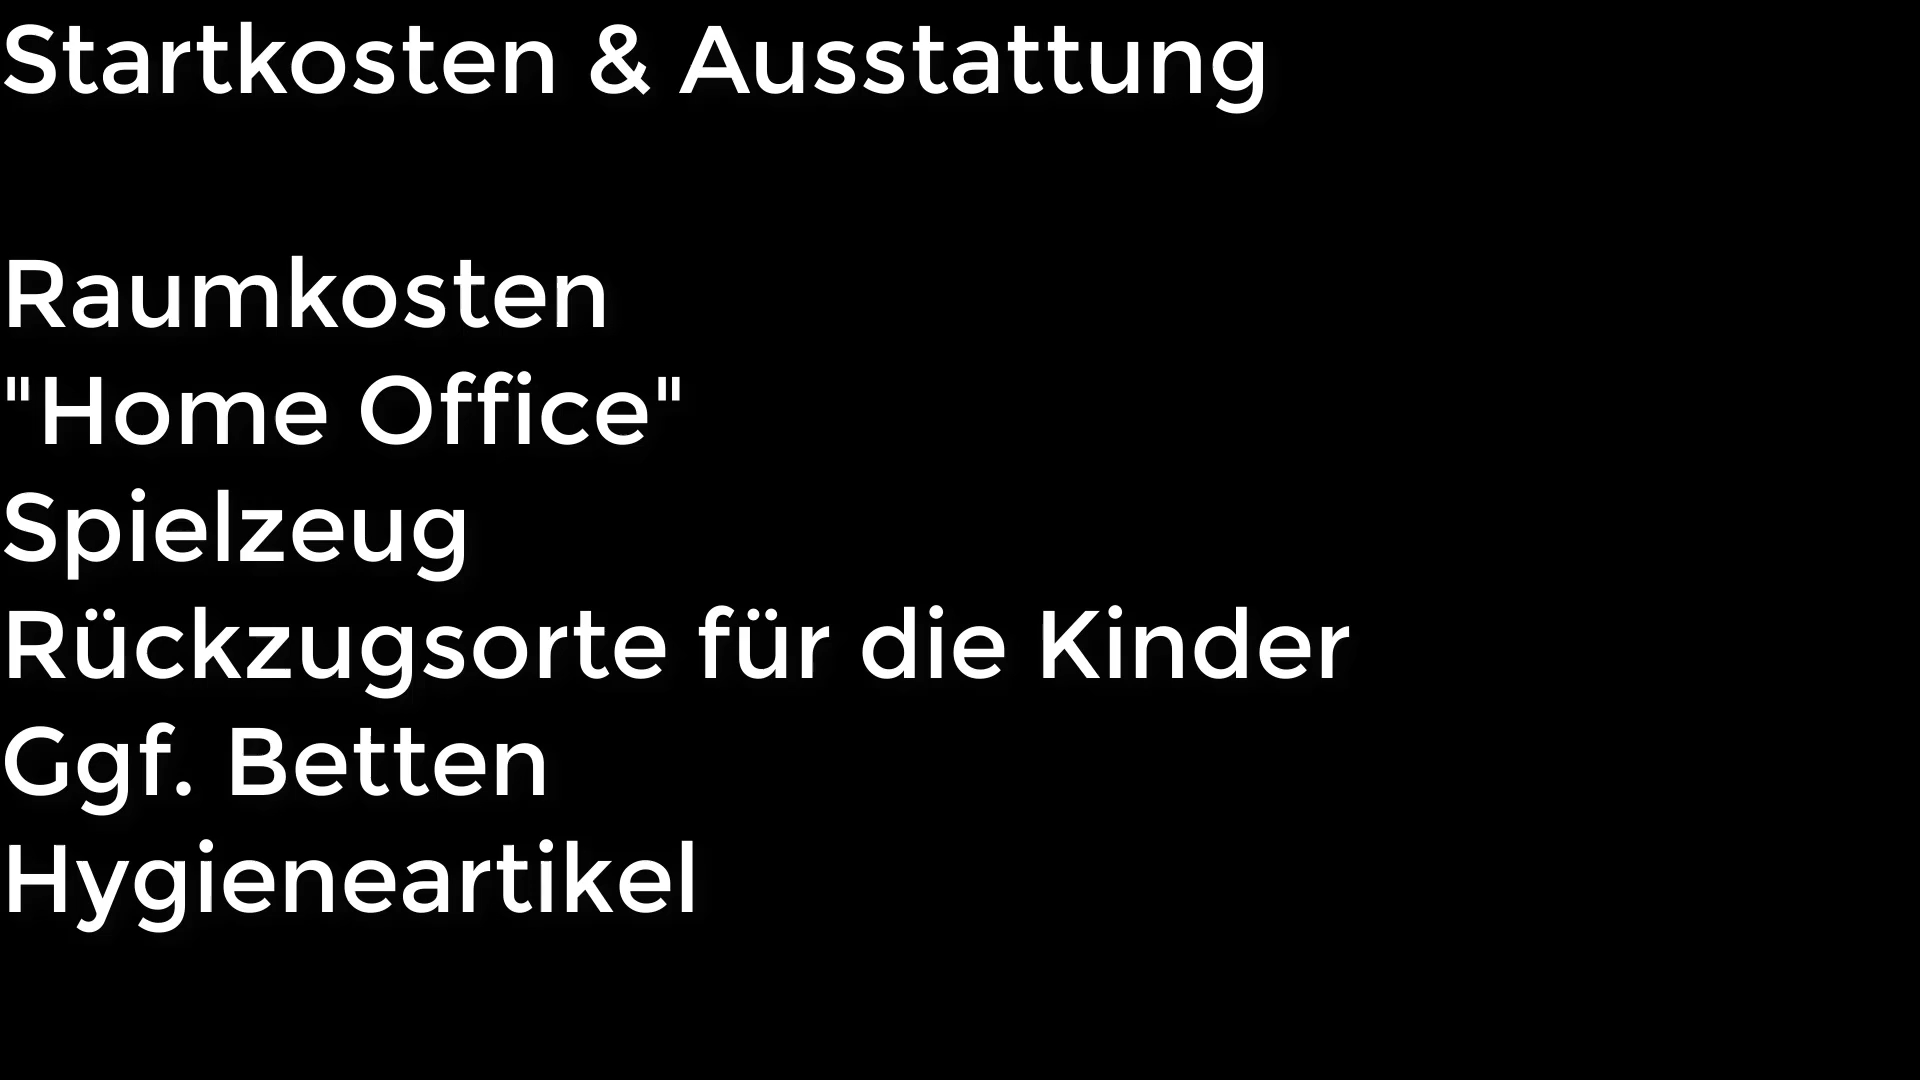 Startkosten & Ausstattung
Raumkosten
"Home Office"
Spielzeug
Rückzugsorte für die Kinder
Ggf. Betten
Hygieneartikel